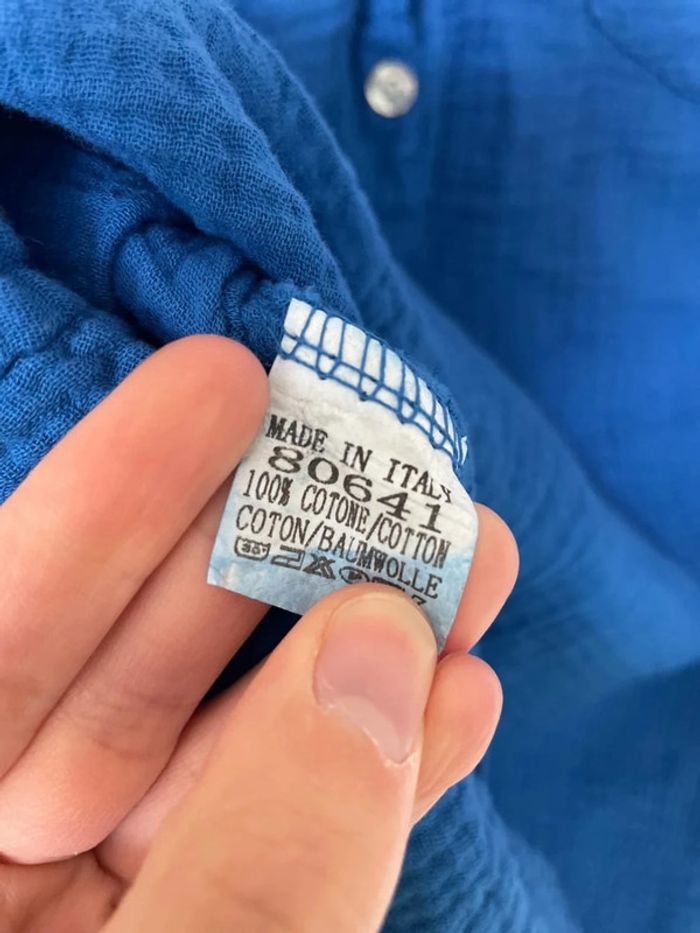 MADE IN ITALY
80641
100% COTONE/COTTON
COTON/BAUMWOLLE